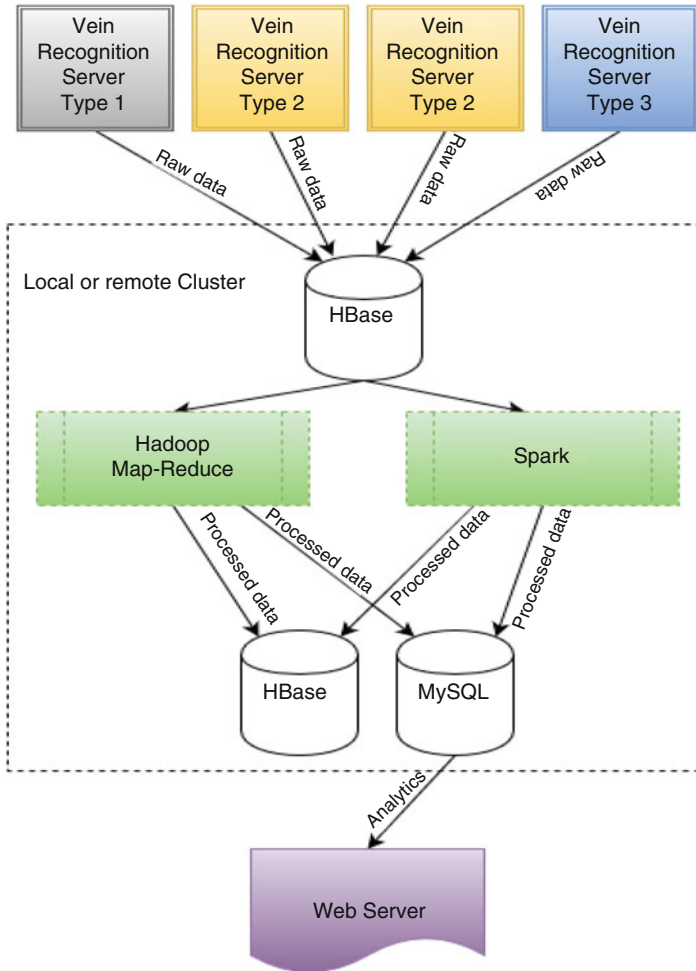 Vein
Recognition
Server
Type 1
Vein
Recognition
Server
Type 2
Vein
Recognition
Server
Type 2
Vein
Recognition
Server
Type 3
Raw data
Raw data
Raw data
Raw data
Local or remote Cluster
HBase
Hadoop
Map-Reduce
Spark
Processed data
Processed data
Processed data
Processed data
HBase
MySQL
Analytics
Web Server